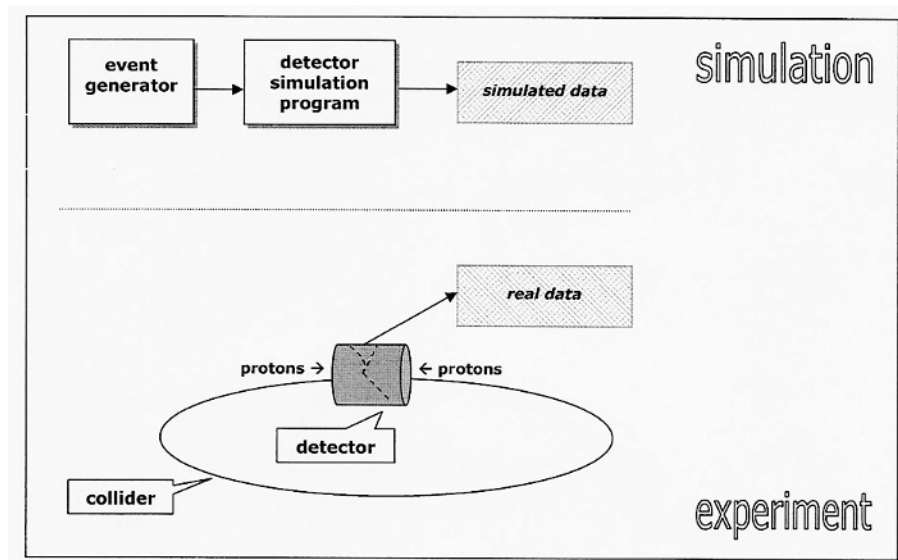 event
generator
detector
simulation
program
simulated data
simulation
real data
protons → ← protons
detector
collider
experiment